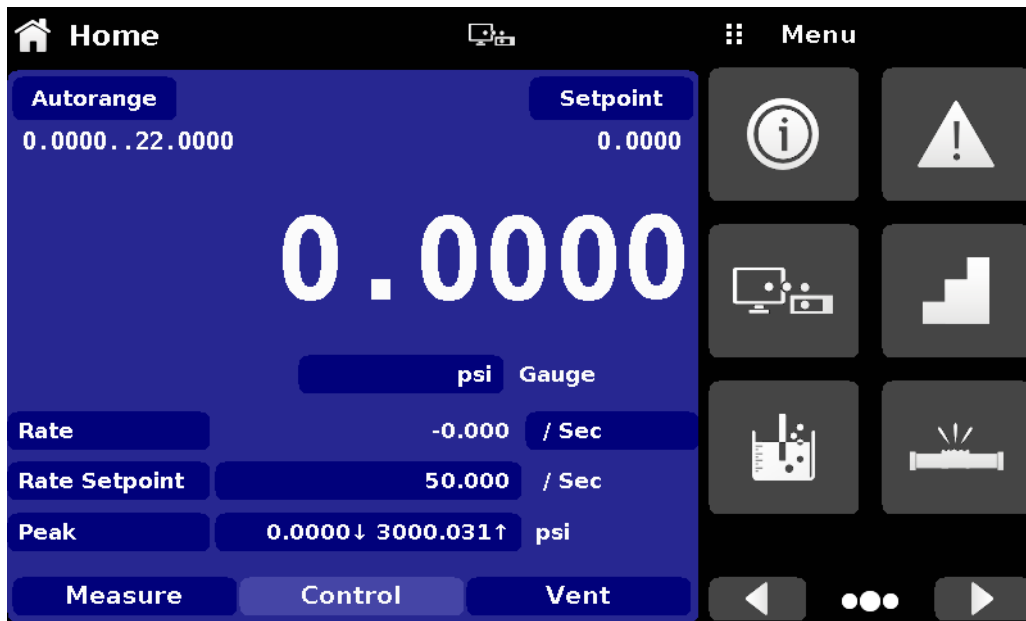 Home
Menu
Autorange
Setpoint
0.0000..22.0000
0.0000
0.0000
psi Gauge
Rate -0.000 / Sec
Rate Setpoint 50.000 / Sec
Peak 0.0000↓ 3000.031↑ psi
Measure Control Vent